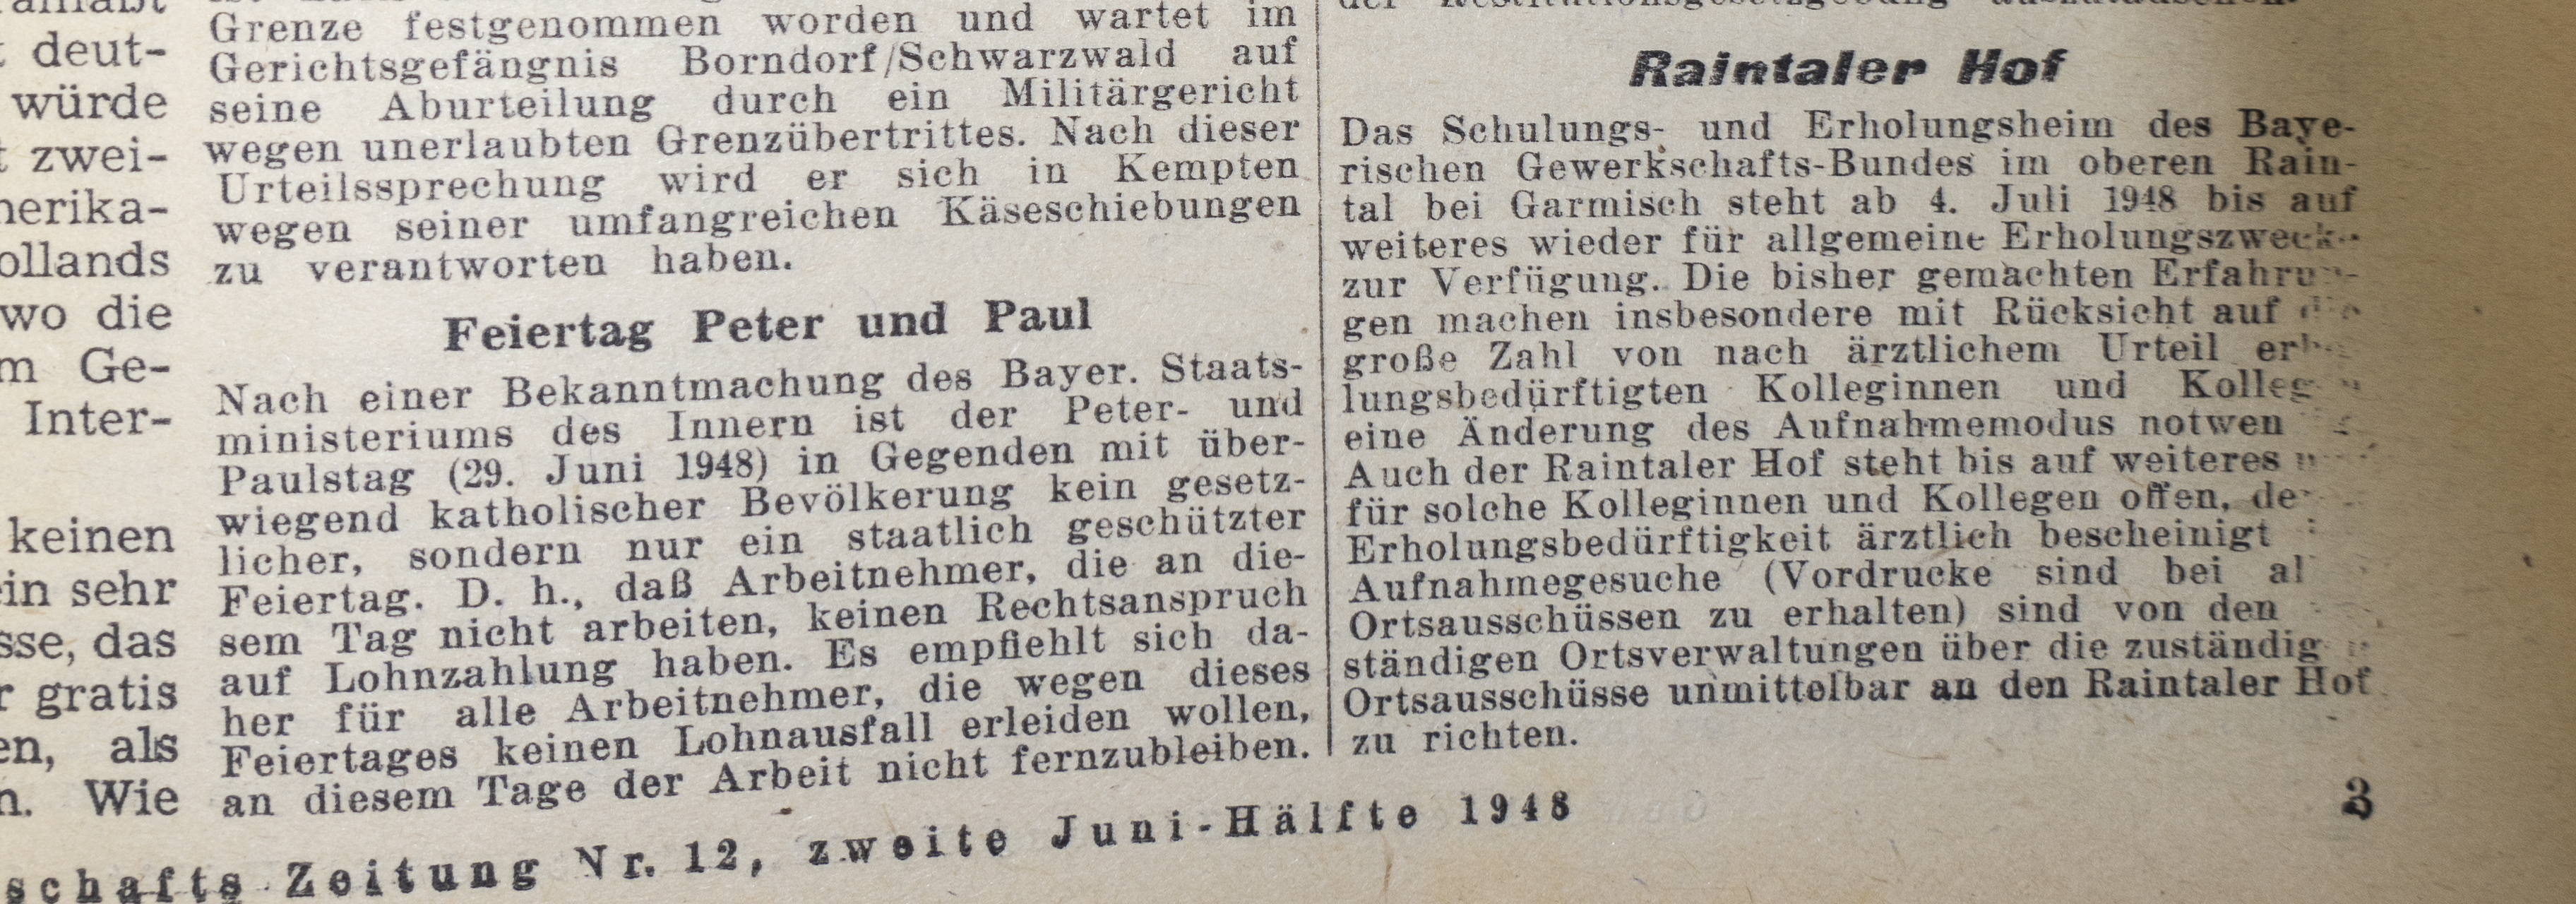 deut-
würde
zwei-
merika-
ollands
wo die
m Ge-
Inter-
keinen
ein sehr
sse, das
r gratis
en, als
n. Wie
Grenze festgenommen worden und wartet im
Gerichtsgefängnis Borndorf/Schwarzwald auf
seine Aburteilung durch ein Militärgericht
wegen unerlaubten Grenzübertrittes. Nach dieser
Urteilssprechung wird er sich in Kempten
wegen seiner umfangreichen Käseschiebungen
zu verantworten haben.
Feiertag Peter und Paul
Nach einer Bekanntmachung des Bayer. Staats-
ministeriums des Innern ist der Peter- und
Paulstag (29. Juni 1948) in Gegenden mit über-
wiegend katholischer Bevölkerung kein gesetz-
licher, sondern nur ein staatlich geschützter
Feiertag. D. h., daß Arbeitnehmer, die an die-
sem Tag nicht arbeiten, keinen Rechtsanspruch
auf Lohnzahlung haben. Es empfiehlt sich da-
her für alle Arbeitnehmer, die wegen dieses
Feiertages keinen Lohnausfall erleiden wollen,
an diesem Tage der Arbeit nicht fernzubleiben.
Raintaler Hof
Das Schulungs- und Erholungsheim des Baye-
rischen Gewerkschafts-Bundes im oberen Rain-
tal bei Garmisch steht ab 4. Juli 1948 bis auf
weiteres wieder für allgemeine Erholungszwecke
zur Verfügung. Die bisher gemachten Erfahrun-
gen machen insbesondere mit Rücksicht auf die
große Zahl von nach ärztlichem Urteil erho-
lungsbedürftigten Kolleginnen und Kollegen
eine Änderung des Aufnahmemodus notwen
Auch der Raintaler Hof steht bis auf weiteres
für solche Kolleginnen und Kollegen offen,
Erholungsbedürftigkeit ärztlich bescheinigt
Aufnahmegesuche (Vordrucke sind bei al
Ortsausschüssen zu erhalten) sind von den
ständigen Ortsverwaltungen über die zuständig
Ortsausschüsse unmittelbar an den Raintaler Hof
zu richten.
schafts Zeitung Nr. 12, zweite Juni-Hälfte 1948
3